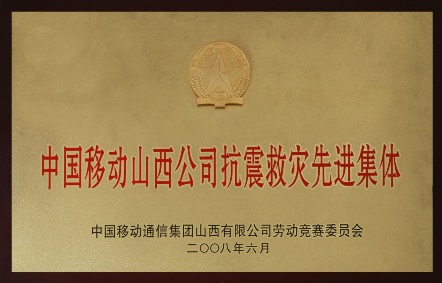 中国移动山西公司抗震救灾先进集体
中国移动通信集团山西有限公司劳动竞赛委员会
二〇〇八年六月